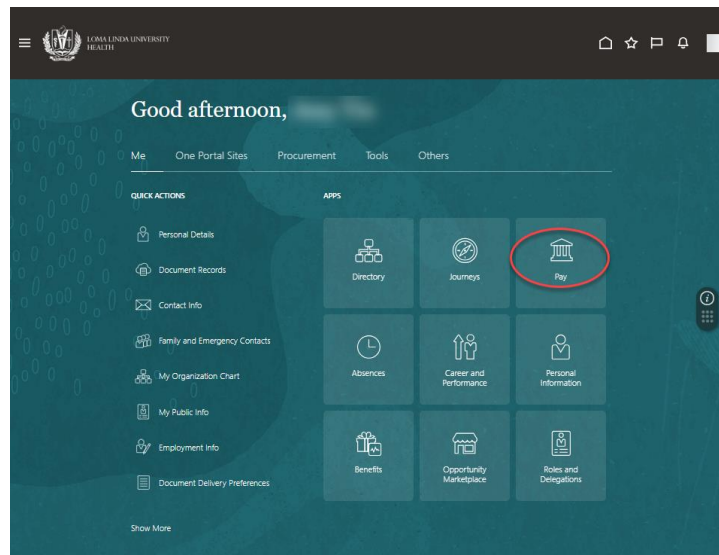 LOMA LINDA UNIVERSITY
HEALTH
Good afternoon,
Me One Portal Sites Procurement Tools Others
QUICK ACTIONS
Personal Details
Document Records
Contact Info
Family and Emergency Contacts
My Organization Chart
My Public Info
Employment Info
Document Delivery Preferences
Show More
APPS
Directory
Journeys
Pay
Absences
Career and
Performance
Personal
Information
Benefits
Opportunity
Marketplace
Roles and
Delegations